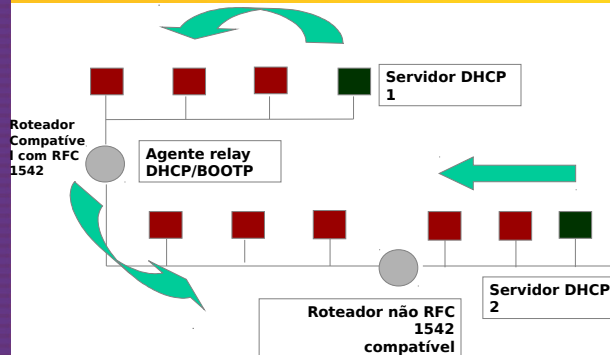 Servidor DHCP
1
Roteador
Compatíve
l com RFC
1542
Agente relay
DHCP/BOOTP
Roteador não RFC
1542
compatível
Servidor DHCP
2